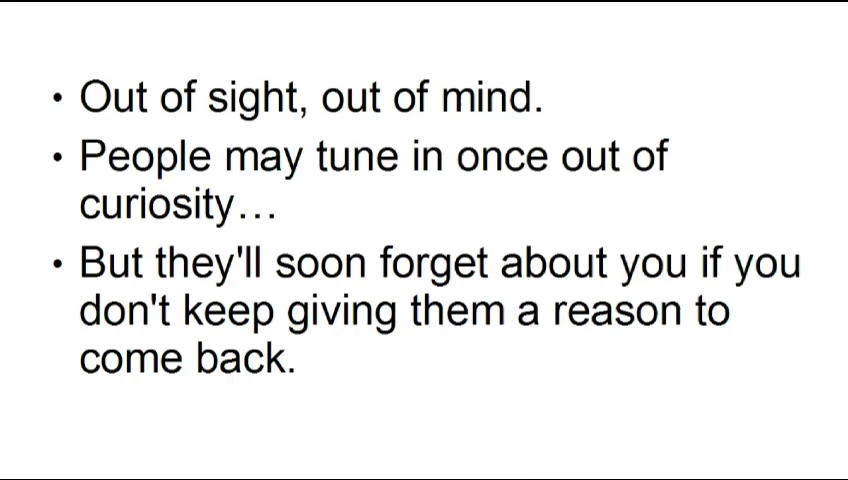 • Out of sight, out of mind.
• People may tune in once out of
curiosity…
• But they'll soon forget about you if you
don't keep giving them a reason to
come back.